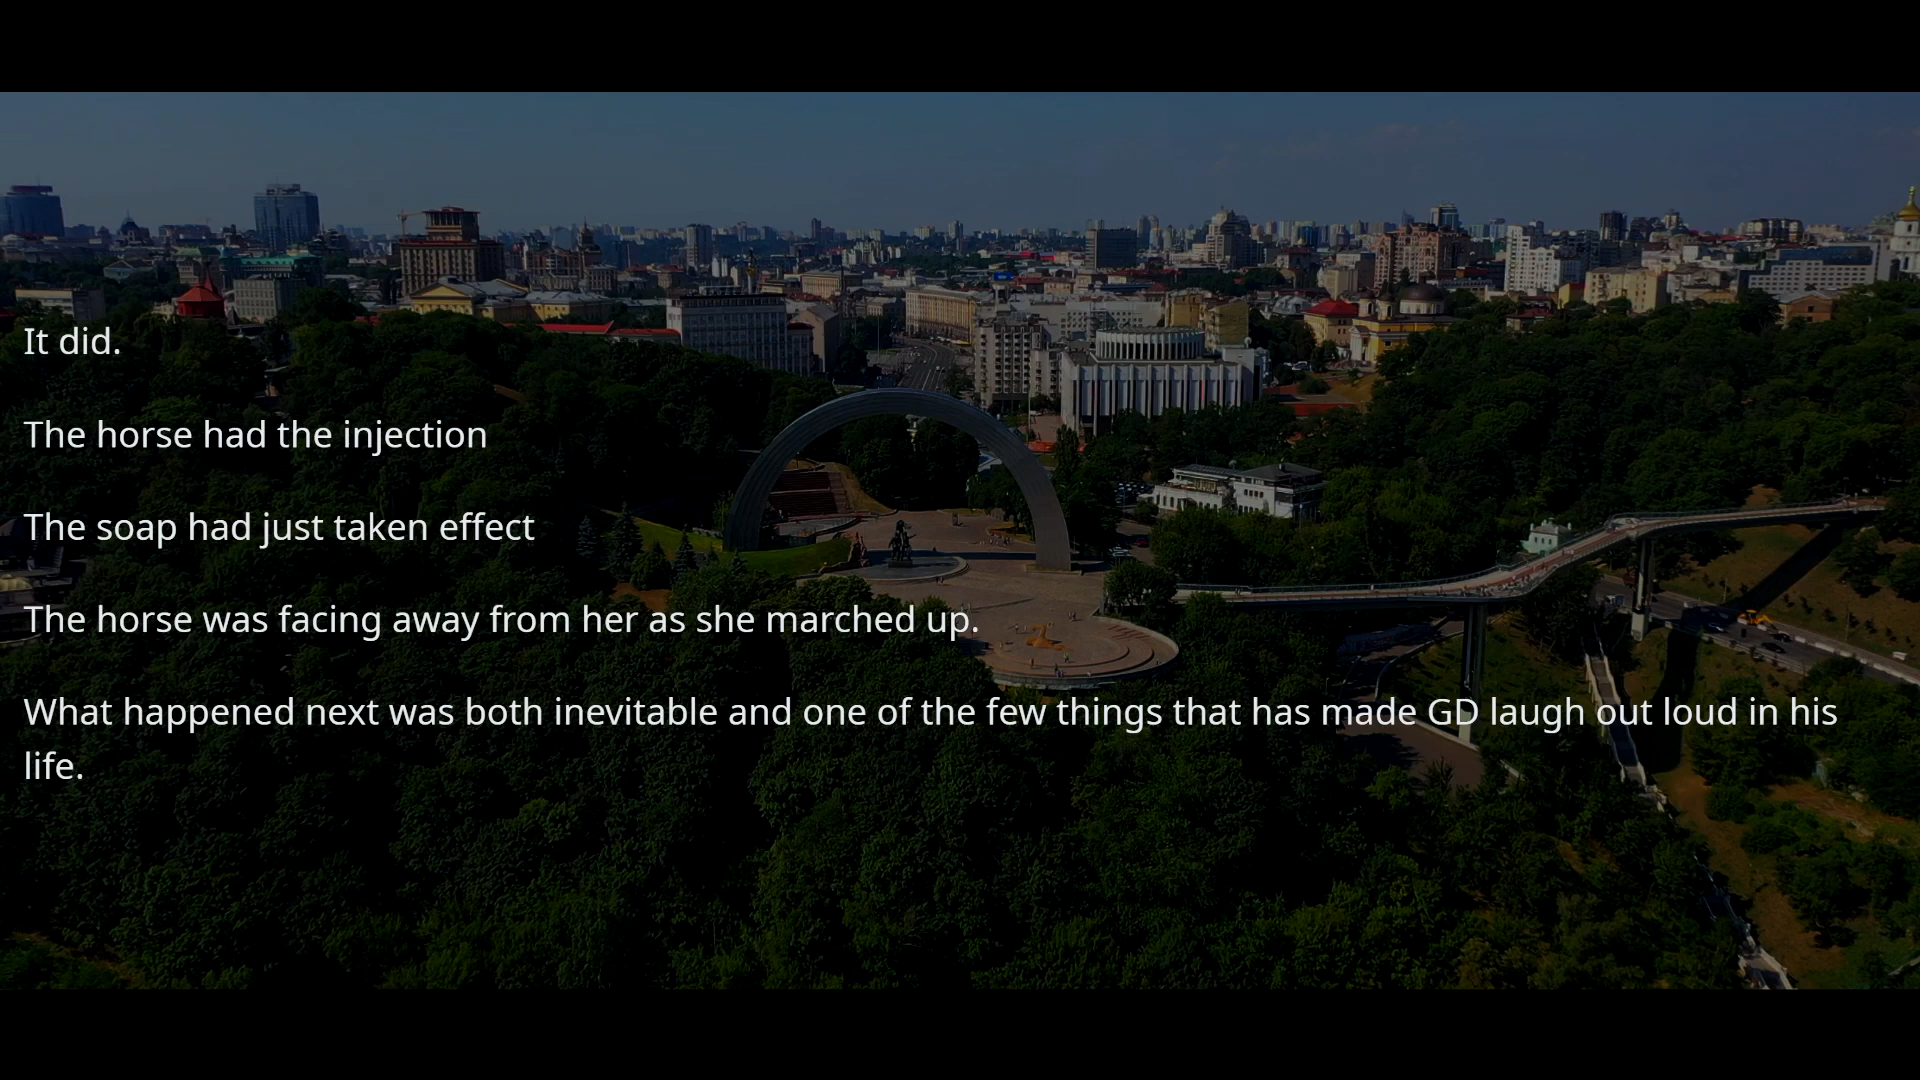 It did.
The horse had the injection
The soap had just taken effect
The horse was facing away from her as she marched up.
What happened next was both inevitable and one of the few things that has made GD laugh out loud in his
life.